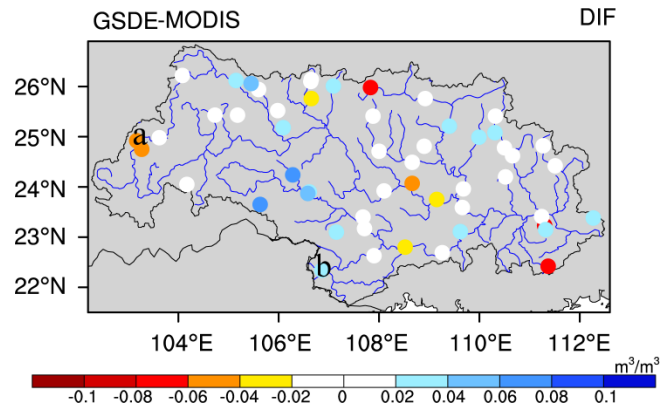 GSDE-MODIS DIF
26°N
a
25°N
24°N
23°N
b
22°N
104°E 106°E 108°E 110°E 112°E
m³/m³
-0.1 -0.08 -0.06 -0.04 -0.02 0 0.02 0.04 0.06 0.08 0.1